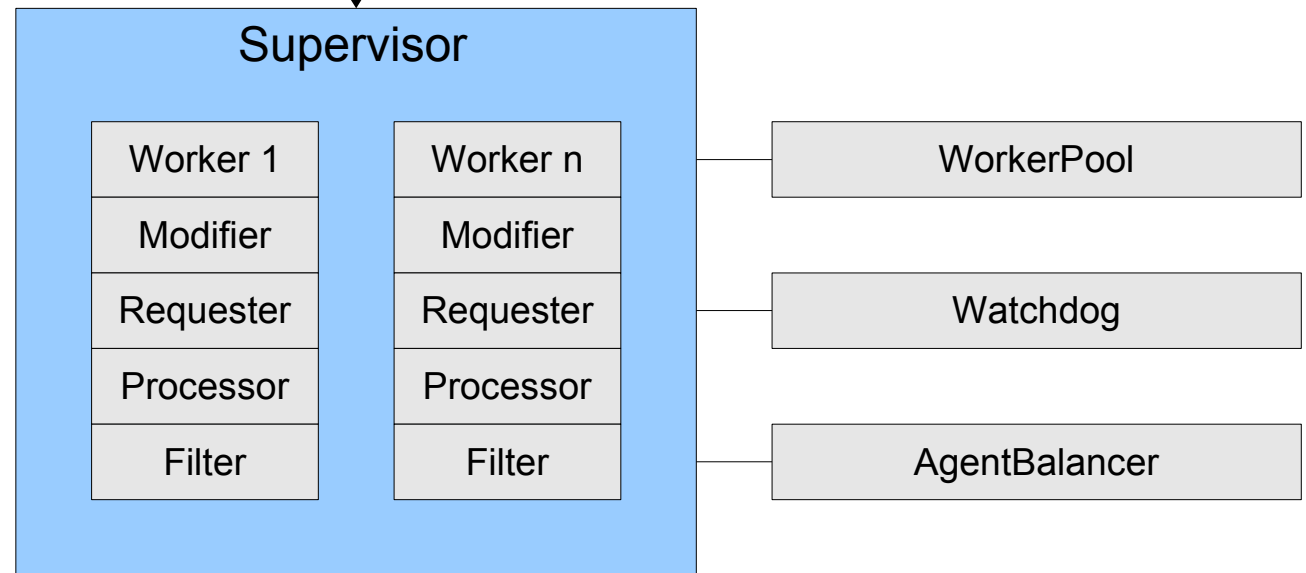 Supervisor
Worker 1
Modifier
Requester
Processor
Filter
Worker n
Modifier
Requester
Processor
Filter
WorkerPool
Watchdog
AgentBalancer